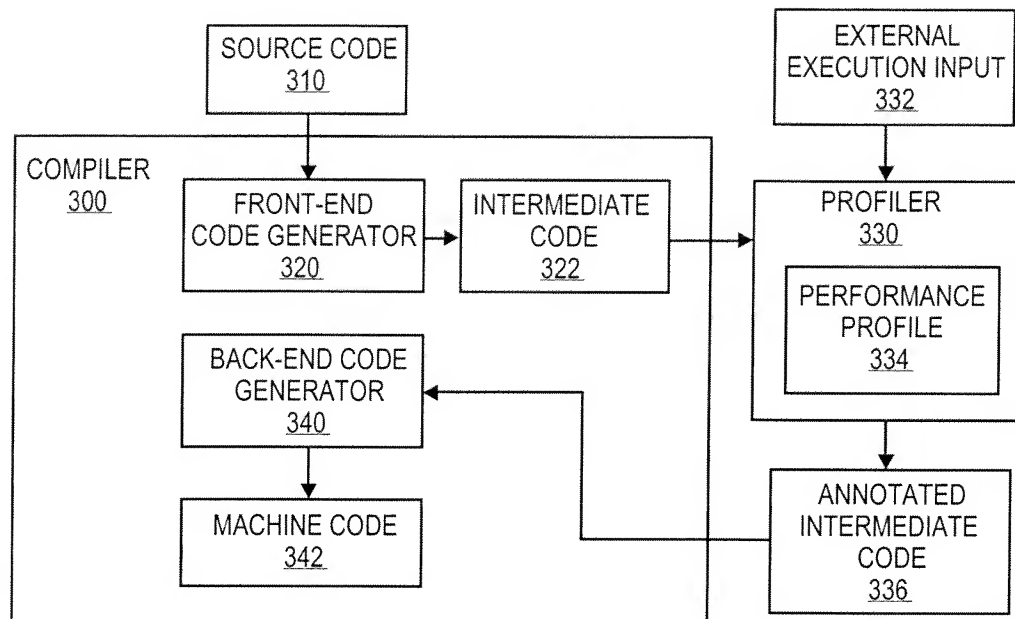 SOURCE CODE
310
EXTERNAL
EXECUTION INPUT
332
COMPILER
300
FRONT-END
CODE GENERATOR
320
INTERMEDIATE
CODE
322
PROFILER
330
PERFORMANCE
PROFILE
334
BACK-END CODE
GENERATOR
340
MACHINE CODE
342
ANNOTATED
INTERMEDIATE
CODE
336